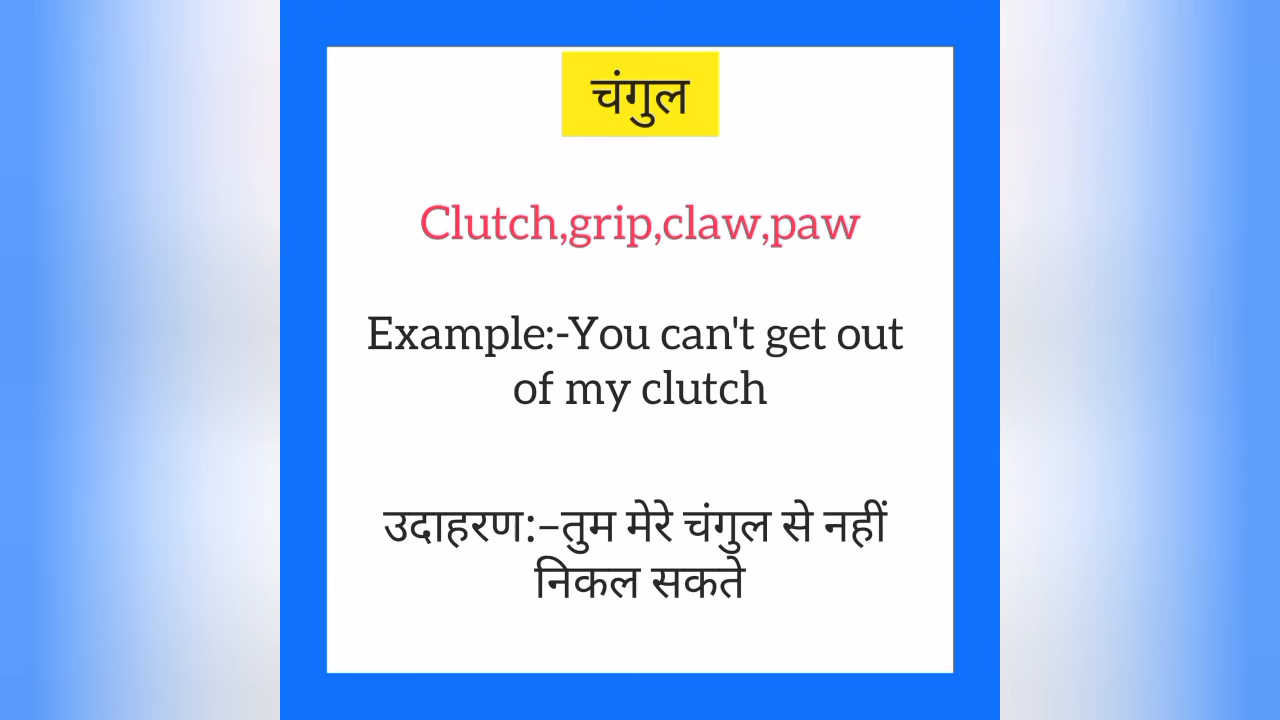 चंगुल
Clutch,grip,claw,paw
Example:-You can't get out
of my clutch
उदाहरण:–तुम मेरे चंगुल से नहीं
निकल सकते